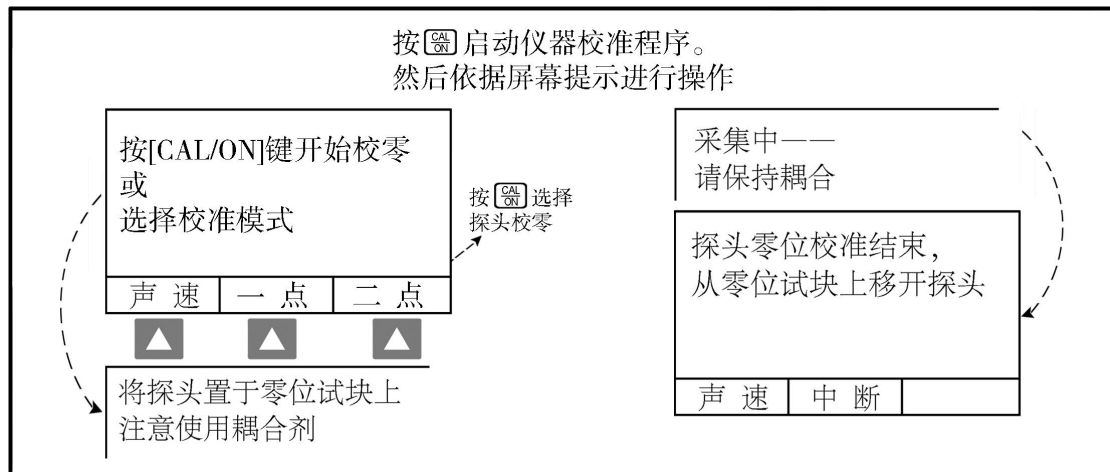 按CAL/ON启动仪器校准程序。
然后依据屏幕提示进行操作
按[CAL/ON]键开始校零
或
选择校准模式
声 速 一 点 二 点
按CAL/ON选择
探头校零
将探头置于零位试块上
注意使用耦合剂
采集中——
请保持耦合
探头零位校准结束，
从零位试块上移开探头
声 速 中 断